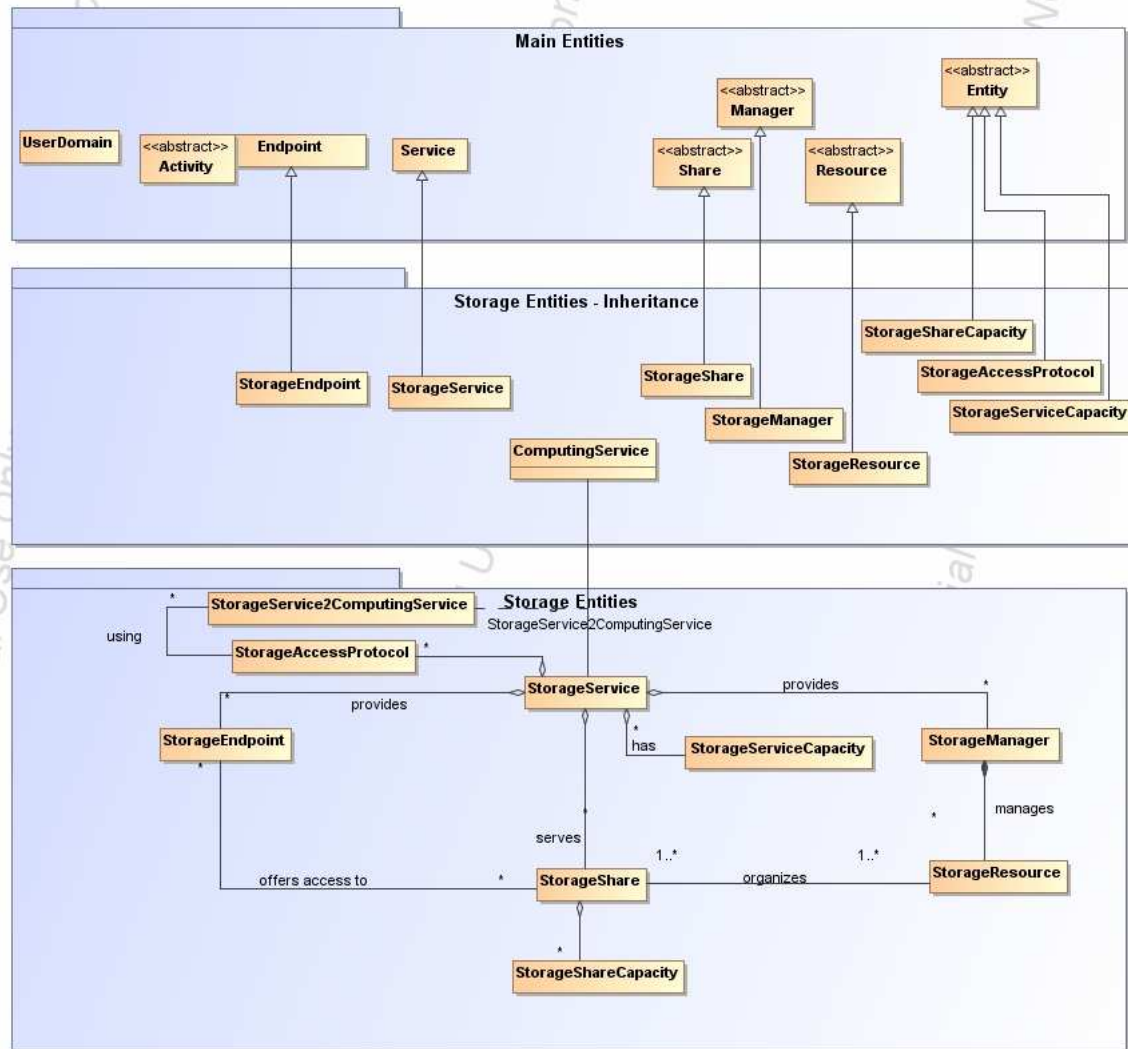 Main Entities
<<abstract>>
Entity
<<abstract>>
Manager
UserDomain
<<abstract>>
Activity
Endpoint
Service
<<abstract>>
Share
<<abstract>>
Resource
Storage Entities - Inheritance
StorageShareCapacity
StorageEndpoint
StorageService
StorageShare
StorageAccessProtocol
StorageManager
StorageServiceCapacity
ComputingService
StorageResource
*
StorageService2ComputingService
Storage Entities
StorageService2ComputingService
using
StorageAccessProtocol
*
StorageService
provides
*
provides
*
StorageEndpoint
*
*
has
StorageServiceCapacity
StorageManager
manages
*
*
serves
1..*
1..*
offers access to
*
StorageShare
organizes
StorageResource
*
StorageShareCapacity